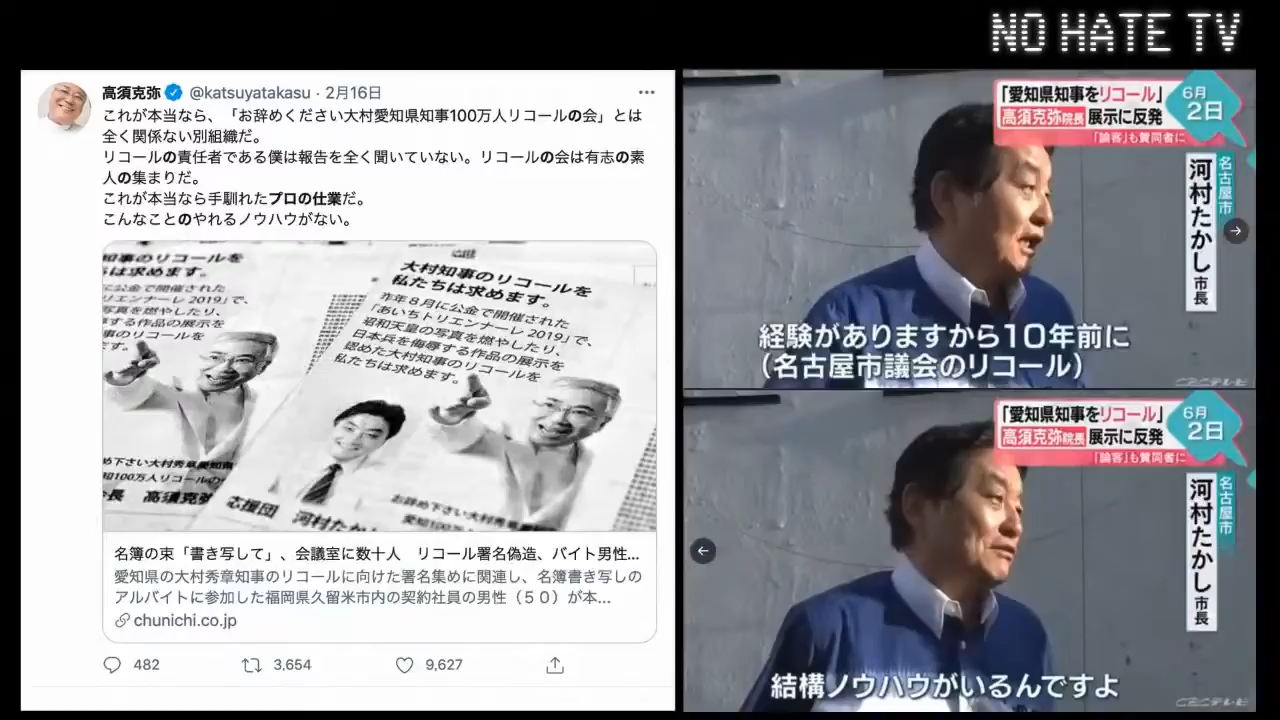 NO HATE TV
高須克弥 @katsuyatakasu · 2月16日
これが本当なら、「お辞めください大村愛知県知事100万人リコールの会」とは
全く関係ない別組織だ。
リコールの責任者である僕は報告を全く聞いていない。リコールの会は有志の素
人の集まりだ。
これが本当なら手馴れたプロの仕業だ。
こんなことのやれるノウハウがない。
大村知事のリコールを
私たちは求めます。
昨年8月に公金で開催された
「あいちトリエンナーレ 2019」で、
昭和天皇の写真を燃やしたり、
日本兵を侮辱する作品の展示を
認めた大村知事のリコールを
私たちは求めます。
高須克弥
応援団 河村たか
名簿の束「書き写して」、会議室に数十人 リコール署名偽造、バイト男性...
愛知県の大村秀章知事のリコールに向けた署名集めに関連し、名簿書き写しの
アルバイトに参加した福岡県久留米市内の契約社員の男性（５０）が本...
chunichi.co.jp
482 3,654 9,627
「愛知県知事をリコール」
高須克弥院長 展示に反発
「論客」も賛同者に
6月
2日
名古屋市
河村たかし市長
経験がありますから10年前に
（名古屋市議会のリコール）
CBCテレビ
「愛知県知事をリコール」
高須克弥院長 展示に反発
「論客」も賛同者に
6月
2日
名古屋市
河村たかし市長
結構ノウハウがいるんですよ
CBCテレビ